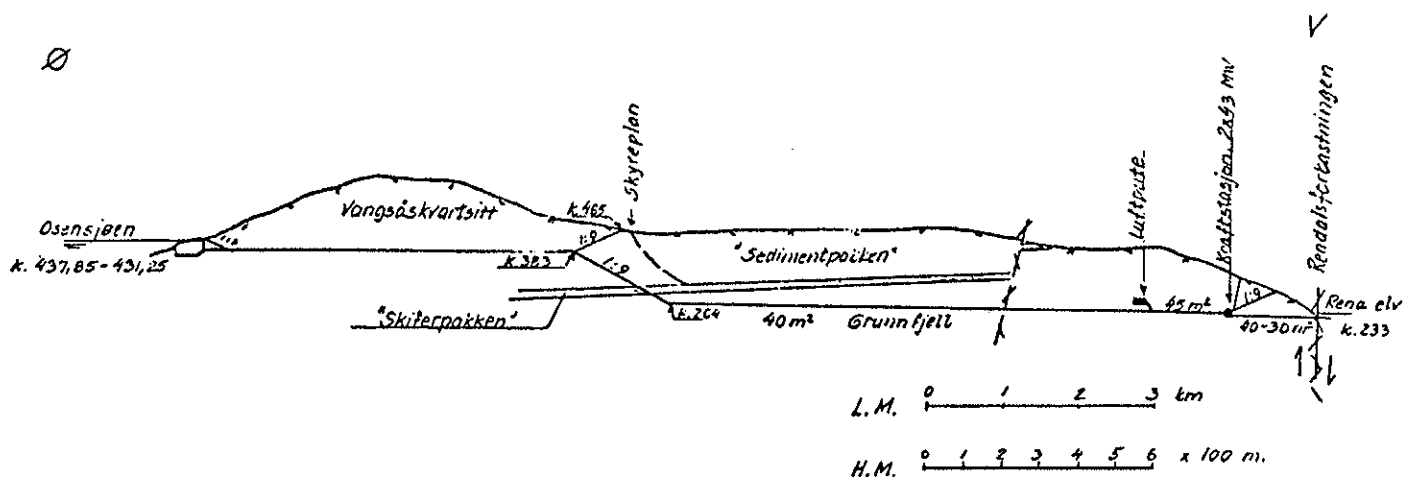 Ø
V
Skyreplan
Luftpute
Kraftstasjon 2x43 MW
Rendalsforkastningen
Osensjøen
k. 437,85-431,25
Vangsåskvartsitt
k.465
1:9
k.383
1:9
"Sedimentpakken"
"Skiferpakken"
k.264
40 m²
Grunnfjell
45 m²
1:9
40-30 m²
Rena elv
k.233
L.M. 0 1 2 3 km
H.M. 0 1 2 3 4 5 6 x 100 m.